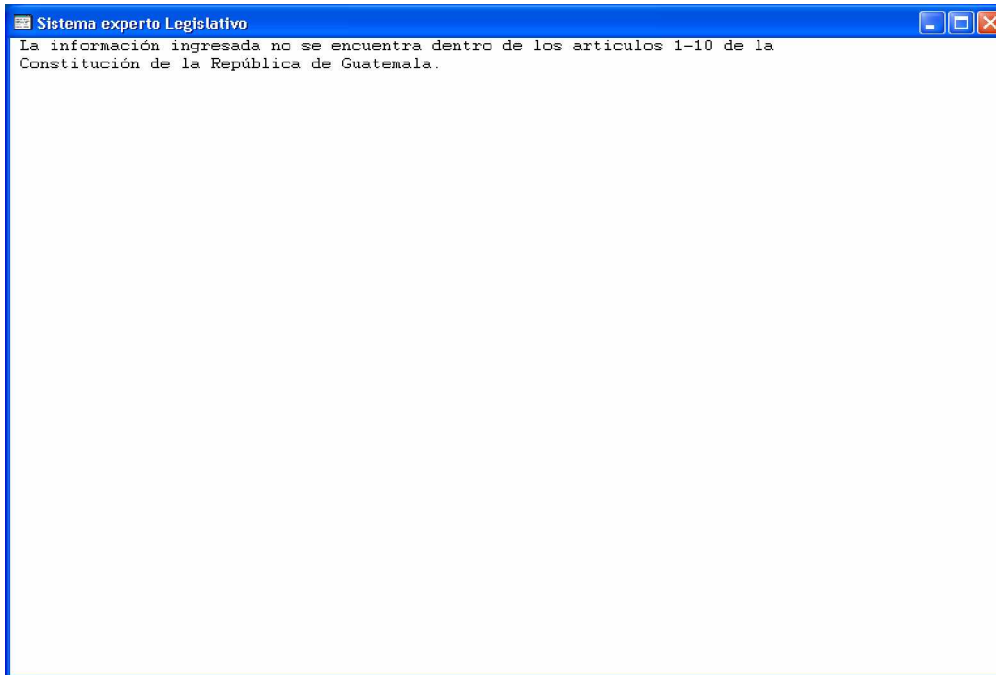 Sistema experto Legislativo
La información ingresada no se encuentra dentro de los articulos 1-10 de la
Constitución de la República de Guatemala.